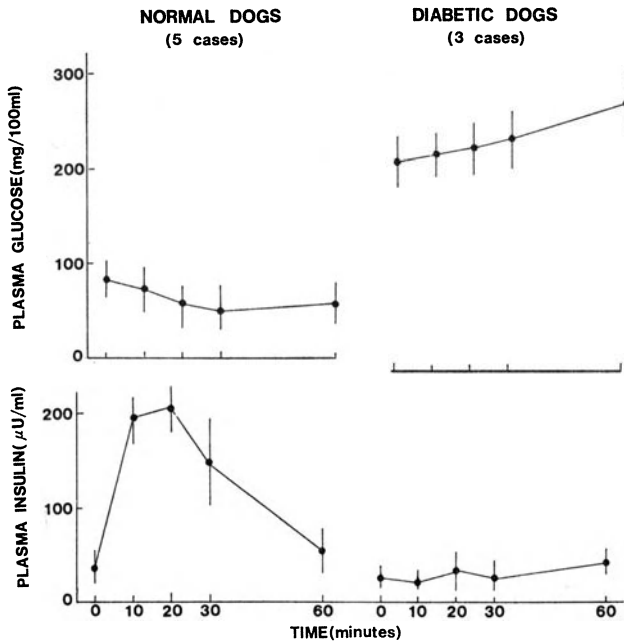 NORMAL DOGS
(5 cases)
DIABETIC DOGS
(3 cases)
PLASMA GLUCOSE(mg/100ml)
300
200
100
0
PLASMA INSULIN(μU/ml)
200
100
0
0 10 20 30 60
0 10 20 30 60
TIME(minutes)